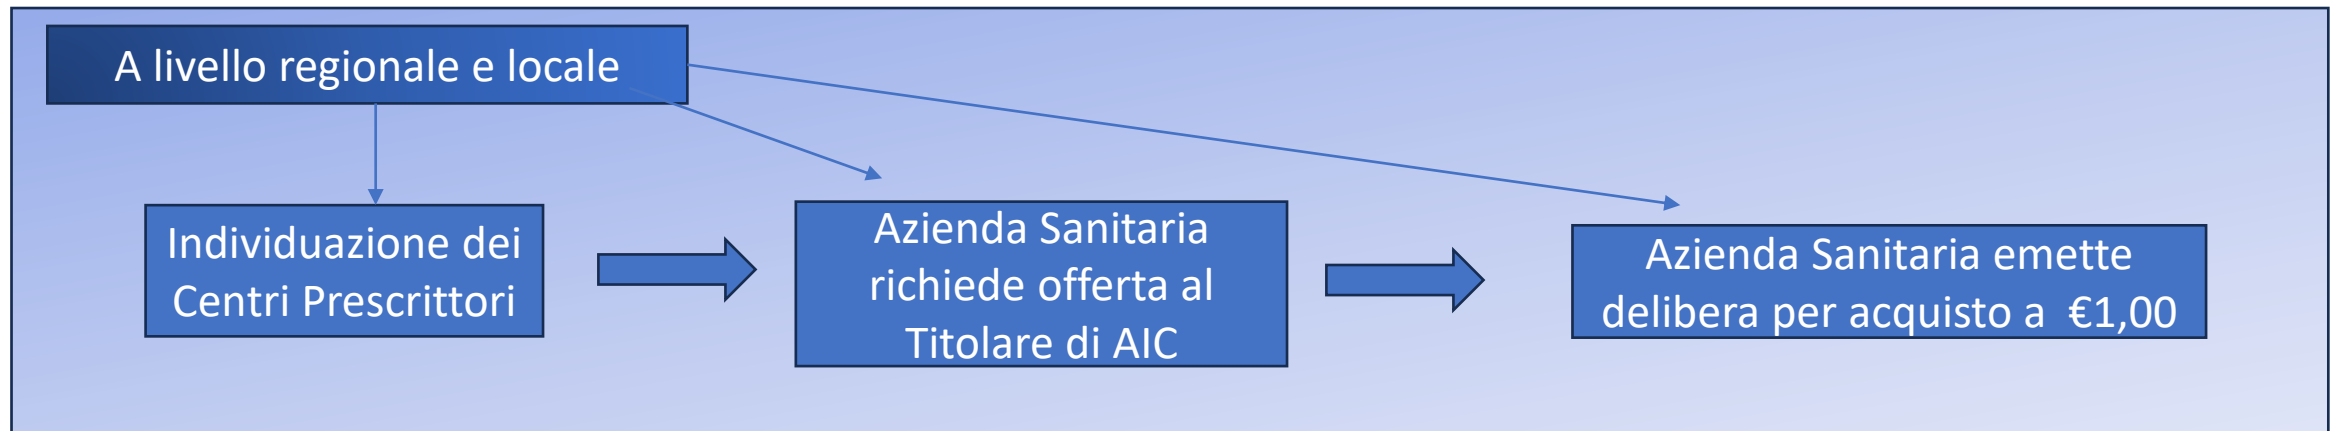 A livello regionale e locale
Individuazione dei
Centri Prescrittori
Azienda Sanitaria
richiede offerta al
Titolare di AIC
Azienda Sanitaria emette
delibera per acquisto a €1,00